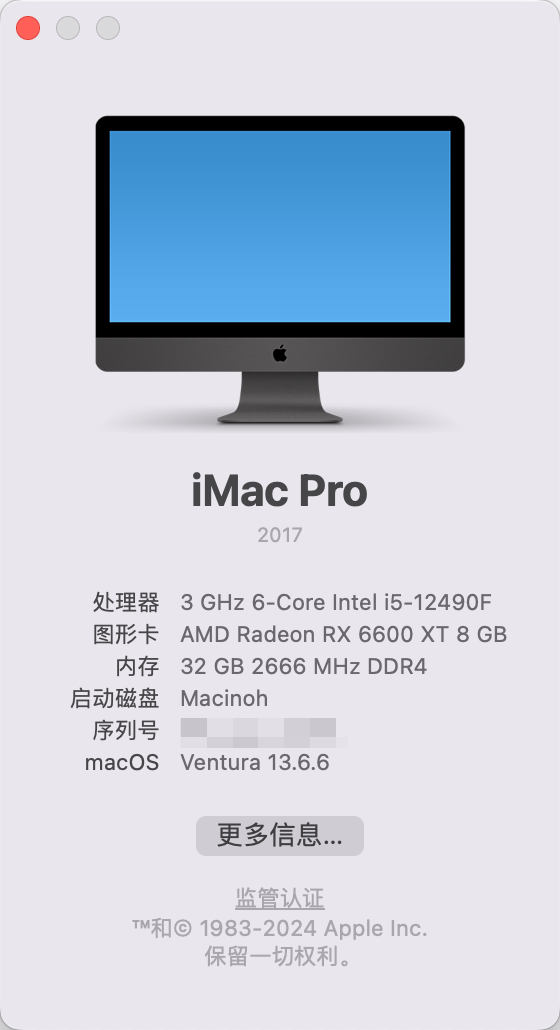 iMac Pro
2017
处理器 3 GHz 6-Core Intel i5-12490F
图形卡 AMD Radeon RX 6600 XT 8 GB
内存 32 GB 2666 MHz DDR4
启动磁盘 Macinoh
序列号
macOS Ventura 13.6.6
更多信息...
监管认证
™和© 1983-2024 Apple Inc.
保留一切权利。